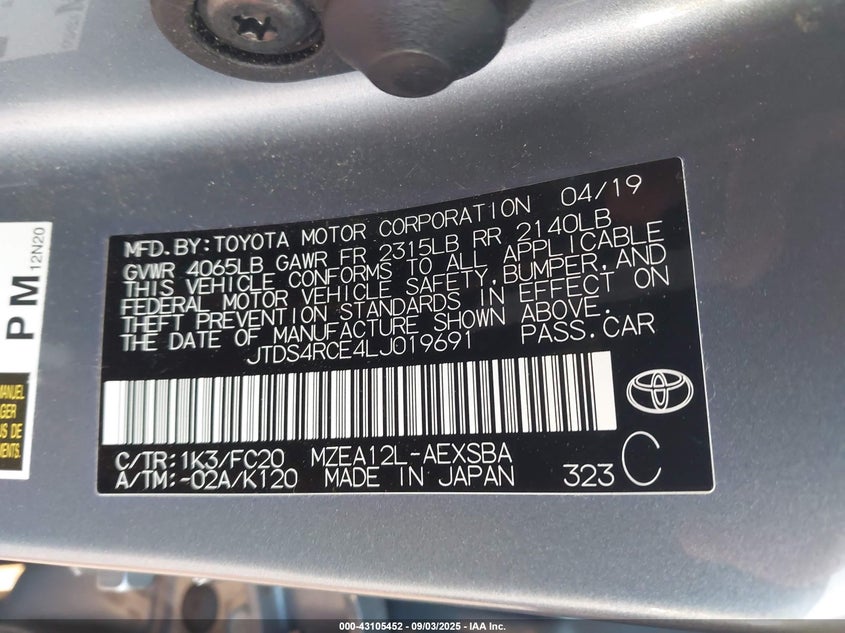 MFD.BY:TOYOTA MOTOR CORPORATION 04/19
GVWR 4065LB GAWR FR 2315LB RR 2140LB
THIS VEHICLE CONFORMS TO ALL APPLICABLE
FEDERAL MOTOR VEHICLE SAFETY,BUMPER,AND
THEFT PREVENTION STANDARDS IN EFFECT ON
THE DATE OF MANUFACTURE SHOWN ABOVE.
JTDS4RCE4LJ019691 PASS.CAR
C/TR:1K3/FC20 MZEA12L-AEXSBA
A/TM:-02A/K120 MADE IN JAPAN 323 C
PM
12N20
MANUEL
US DE
000-43105452 - 09/03/2025 - IAA Inc.